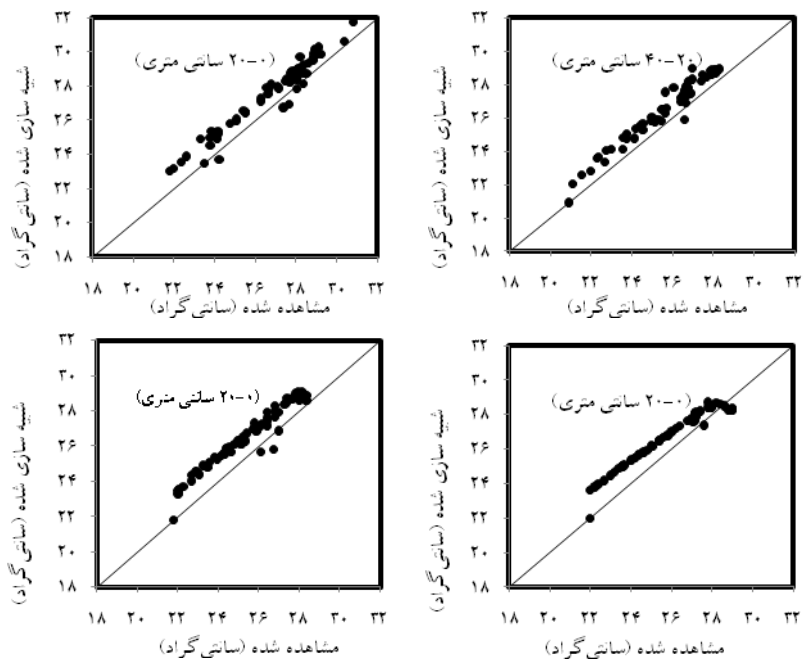 (۰-۲۰ سانتی متری)
شبیه سازی شده (سانتی‌گراد)
۳۲
۳۰
۲۸
۲۶
۲۴
۲۲
۲۰
۱۸
۱۸ ۲۰ ۲۲ ۲۴ ۲۶ ۲۸ ۳۰ ۳۲
مشاهده شده (سانتی‌گراد)
(۲۰-۴۰ سانتی متری)
شبیه سازی شده (سانتی‌گراد)
۳۲
۳۰
۲۸
۲۶
۲۴
۲۲
۲۰
۱۸
۱۸ ۲۰ ۲۲ ۲۴ ۲۶ ۲۸ ۳۰ ۳۲
مشاهده شده (سانتی‌گراد)
(۰-۲۰ سانتی متری)
شبیه سازی شده (سانتی‌گراد)
۳۲
۳۰
۲۸
۲۶
۲۴
۲۲
۲۰
۱۸
۱۸ ۲۰ ۲۲ ۲۴ ۲۶ ۲۸ ۳۰ ۳۲
مشاهده شده (سانتی‌گراد)
(۰-۲۰ سانتی متری)
شبیه سازی شده (سانتی‌گراد)
۳۲
۳۰
۲۸
۲۶
۲۴
۲۲
۲۰
۱۸
۱۸ ۲۰ ۲۲ ۲۴ ۲۶ ۲۸ ۳۰ ۳۲
مشاهده شده (سانتی‌گراد)